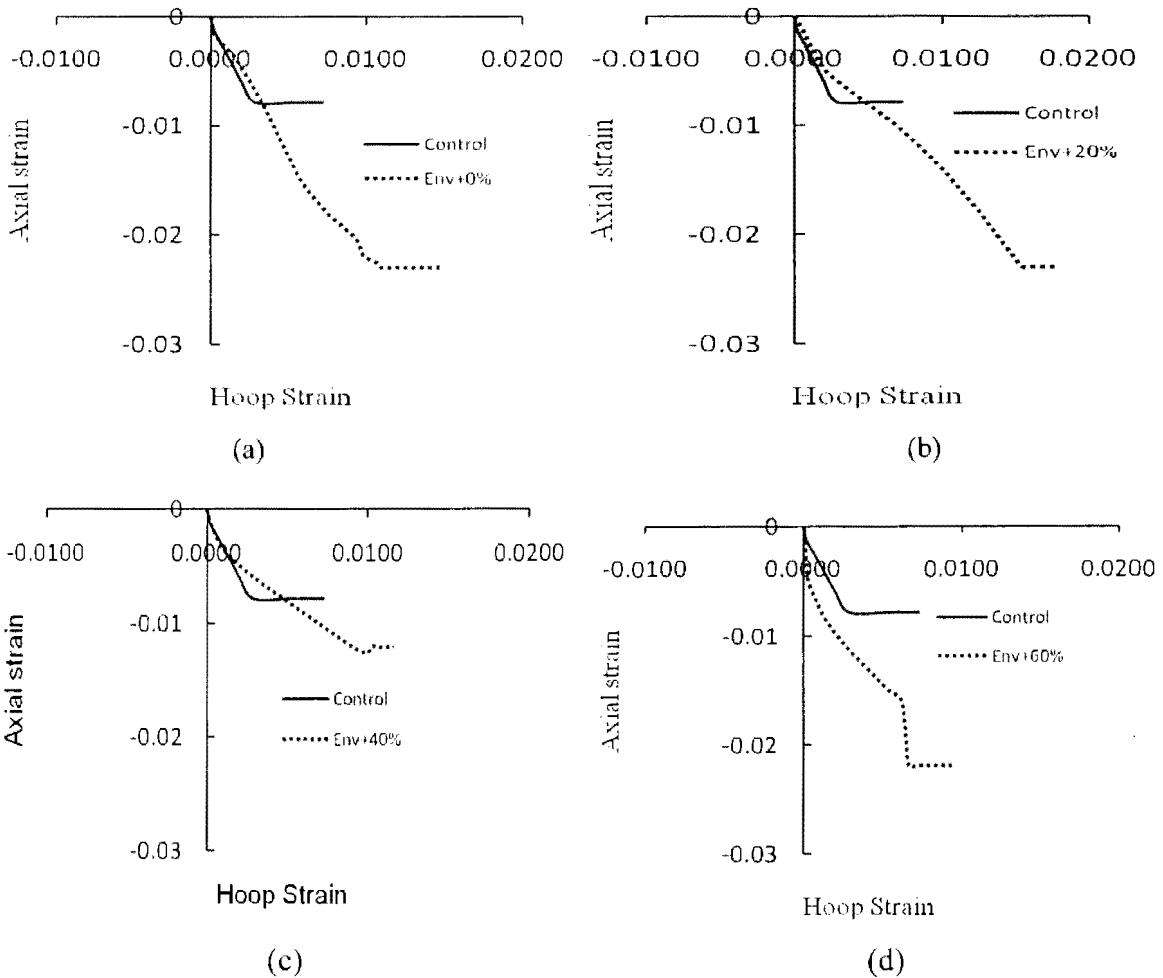 0
-0.0100 0.0000 0.0100 0.0200
-0.01
-0.02
-0.03
Axial strain
Control
Env+0%
Hoop Strain
(a)
0
-0.0100 0.0000 0.0100 0.0200
-0.01
-0.02
-0.03
Axial strain
Control
Env+20%
Hoop Strain
(b)
0
-0.0100 0.0000 0.0100 0.0200
-0.01
-0.02
-0.03
Axial strain
Control
Env+40%
Hoop Strain
(c)
0
-0.0100 0.0000 0.0100 0.0200
-0.01
-0.02
-0.03
Axial strain
Control
Env+60%
Hoop Strain
(d)